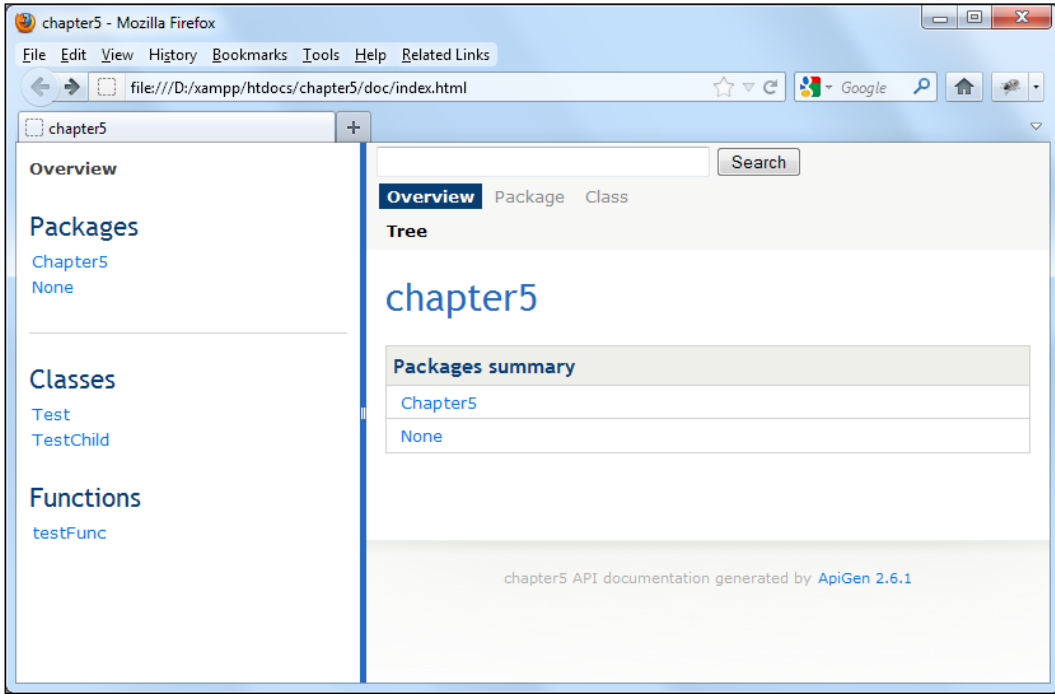 chapter5 - Mozilla Firefox
File Edit View History Bookmarks Tools Help Related Links
file:///D:/xampp/htdocs/chapter5/doc/index.html
Google
chapter5
Overview
Packages
Chapter5
None
Classes
Test
TestChild
Functions
testFunc
Search
Overview Package Class
Tree
chapter5
Packages summary
Chapter5
None
chapter5 API documentation generated by ApiGen 2.6.1